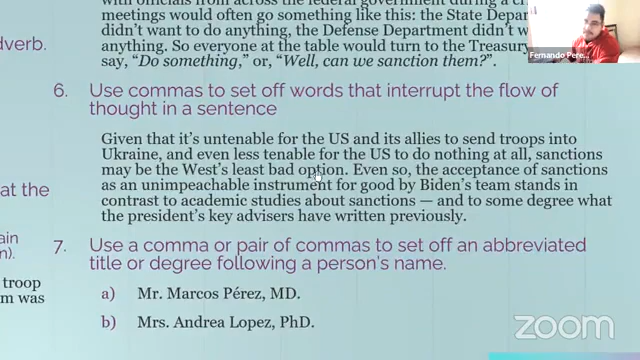 with officials from across the federal government during a
meetings would often go something like this: the State
didn't want to do anything, the Defense Department didn't
anything. So everyone at the table would turn to the Treasury
say, "Do something," or, "Well, can we sanction them?".
Fernando
dverb.
6. Use commas to set off words that interrupt the flow of
thought in a sentence
Given that it's untenable for the US and its allies to send troops into
Ukraine, and even less tenable for the US to do nothing at all, sanctions
may be the West's least bad option. Even so, the acceptance of sanctions
as an unimpeachable instrument for good by Biden's team stands in
contrast to academic studies about sanctions — and to some degree what
the president's key advisers have written previously.
at the
ain
n).
troop
m was
7. Use a comma or pair of commas to set off an abbreviated
title or degree following a person's name.
a) Mr. Marcos Pérez, MD.
b) Mrs. Andrea Lopez, PhD.
zoom